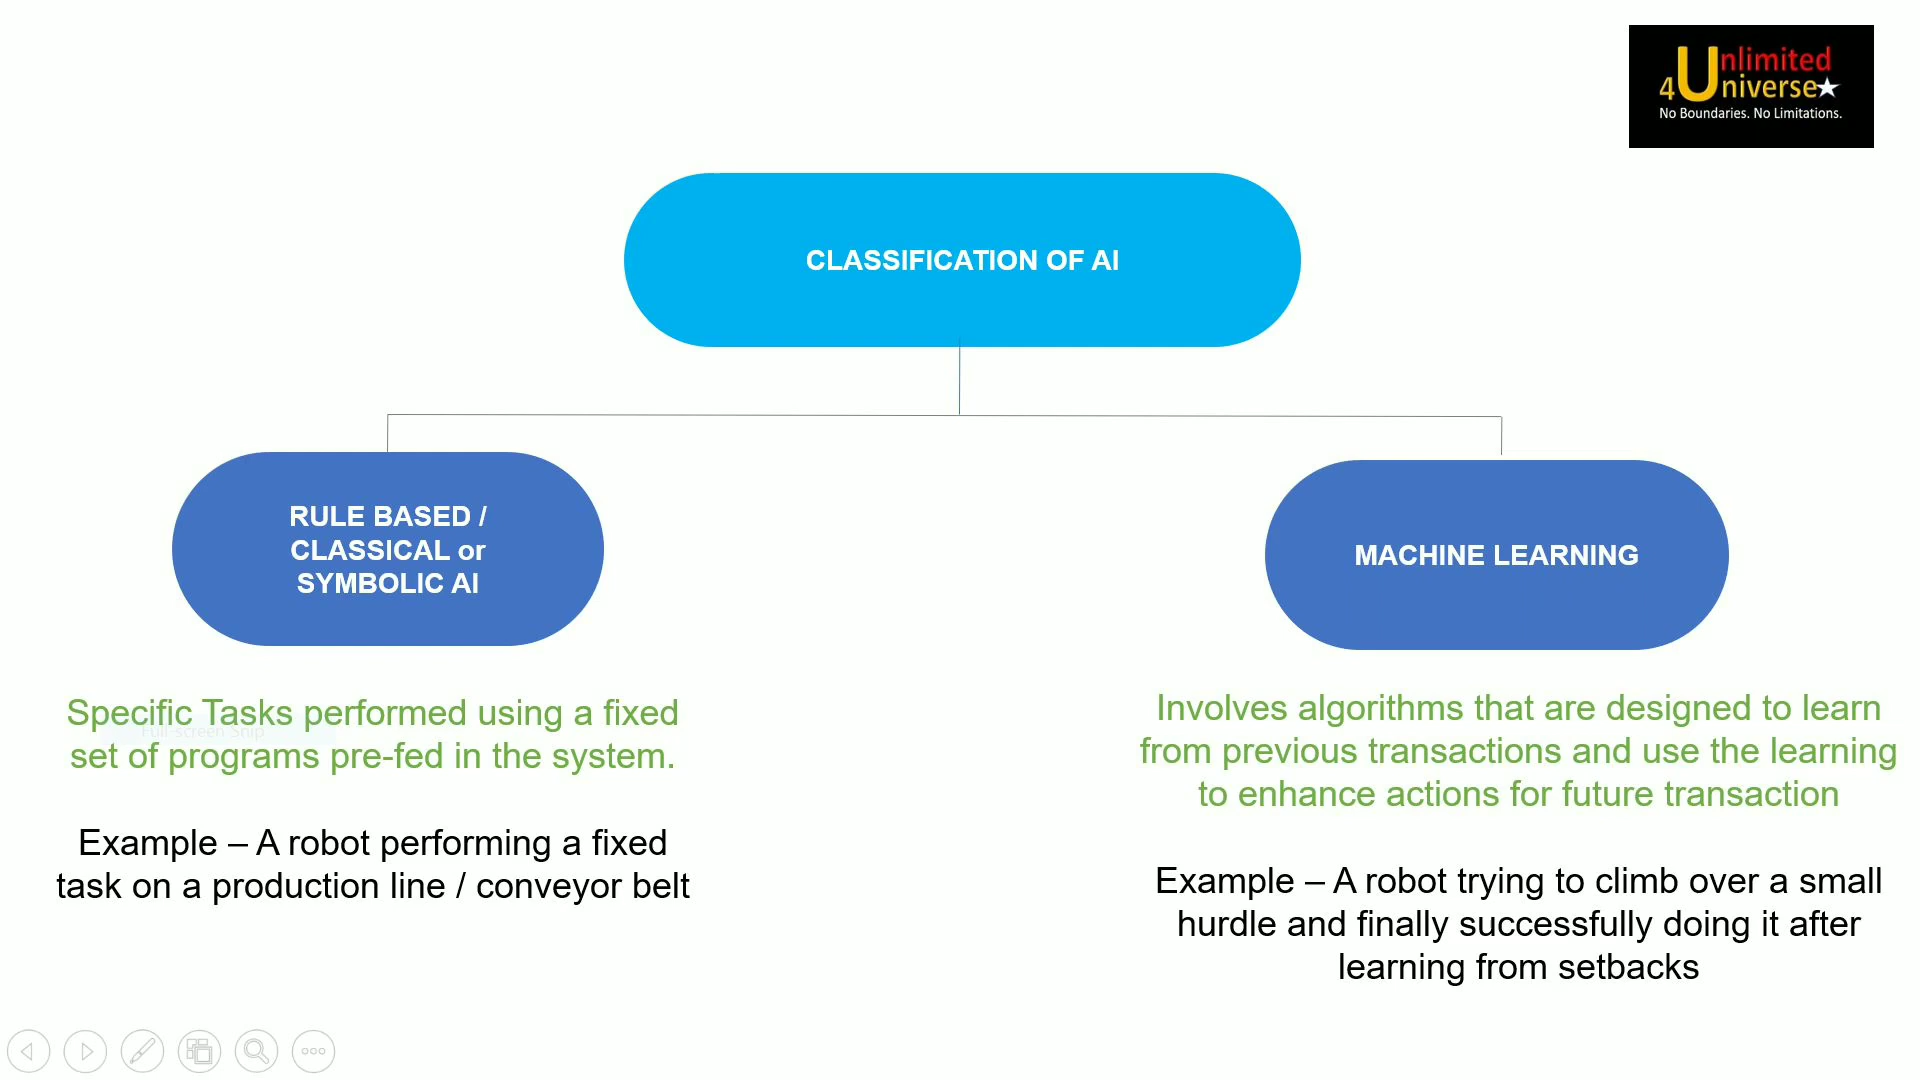 Unlimited
4Universe
No Boundaries. No Limitations.
CLASSIFICATION OF AI
RULE BASED /
CLASSICAL or
SYMBOLIC AI
MACHINE LEARNING
Specific Tasks performed using a fixed
set of programs pre-fed in the system.
Full-screen Snip
Example – A robot performing a fixed
task on a production line / conveyor belt
Involves algorithms that are designed to learn
from previous transactions and use the learning
to enhance actions for future transaction
Example – A robot trying to climb over a small
hurdle and finally successfully doing it after
learning from setbacks